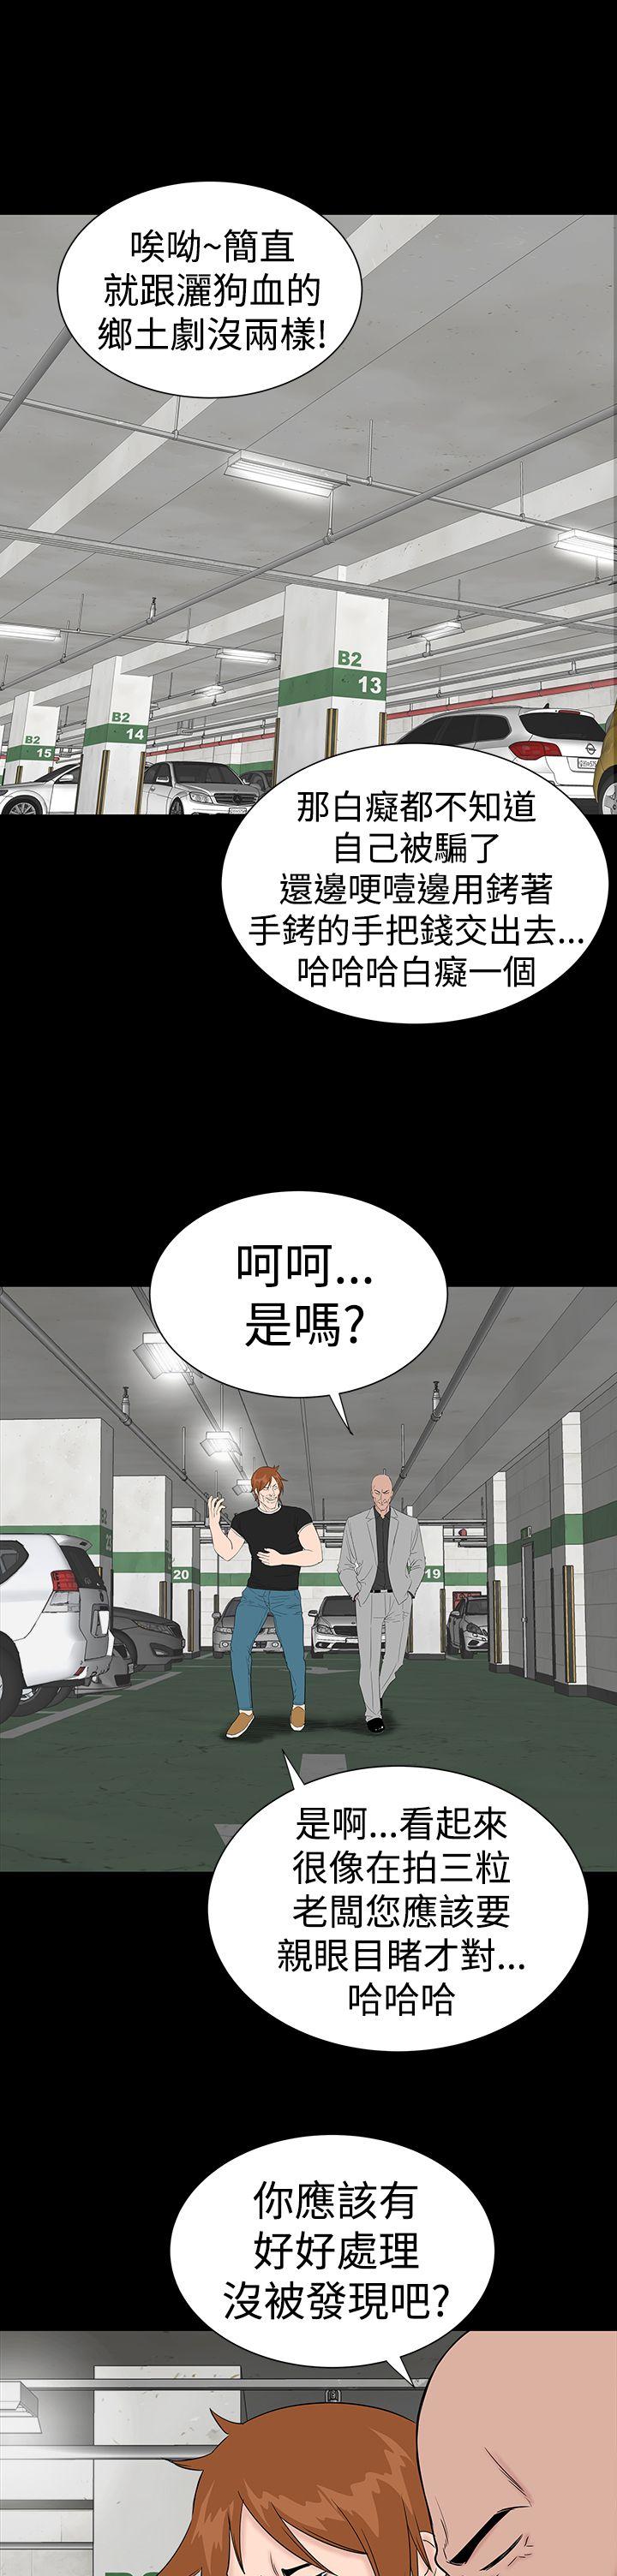 唉呦~簡直
就跟灑狗血的
鄉土劇沒兩樣!
B2
13
B2
14
B2
15
那白癡都不知道
自己被騙了
還邊哽噎邊用銬著
手銬的手把錢交出去...
哈哈哈白癡一個
呵呵...
是嗎?
20
19
是啊...看起來
很像在拍三粒
老闆您應該要
親眼目睹才對...
哈哈哈
你應該有
好好處理
沒被發現吧?
B2